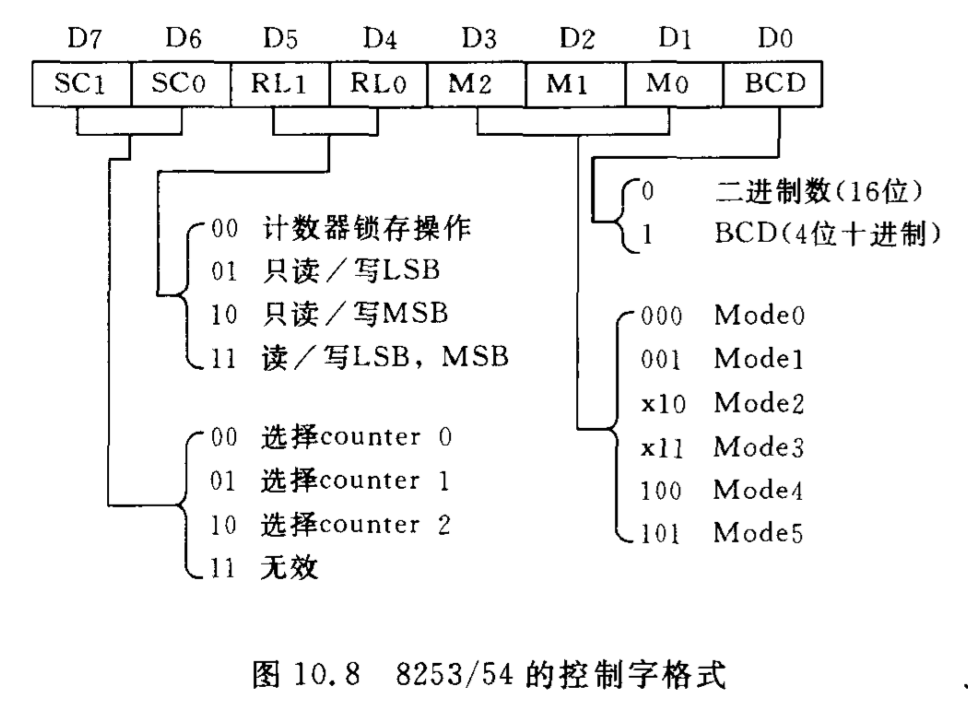 D7 D6 D5 D4 D3 D2 D1 D0
SC1 SC0 RL1 RL0 M2 M1 M0 BCD
0 二进制数(16位)
1 BCD(4位十进制)
00 计数器锁存操作
01 只读／写LSB
10 只读／写MSB
11 读／写LSB，MSB
000 Mode0
001 Mode1
x10 Mode2
x11 Mode3
100 Mode4
101 Mode5
00 选择counter 0
01 选择counter 1
10 选择counter 2
11 无效
图 10.8 8253/54 的控制字格式